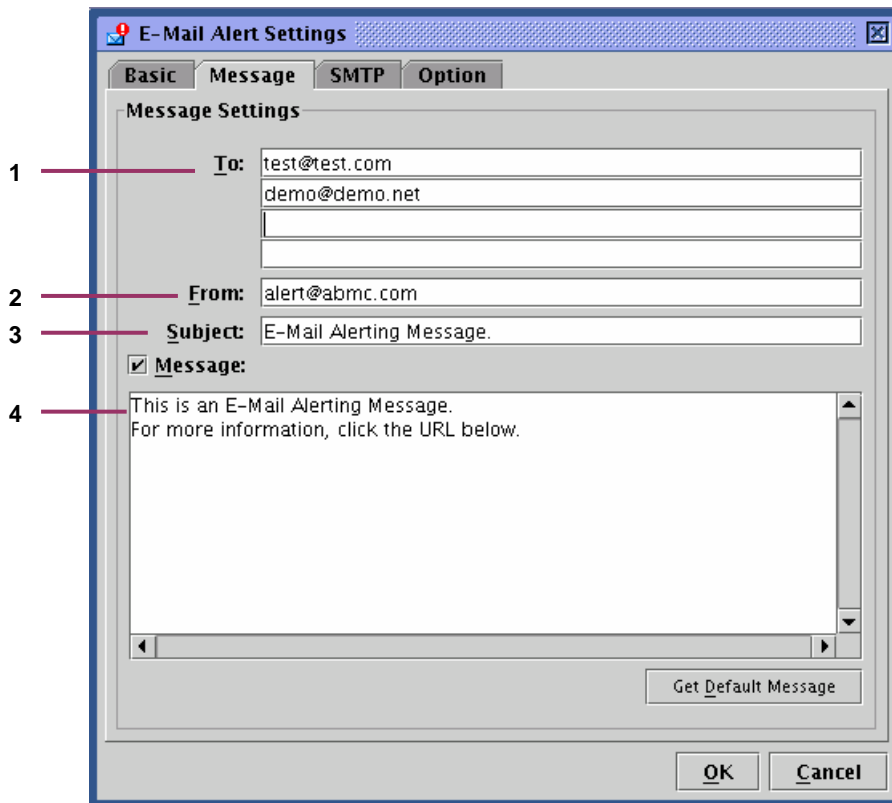 E-Mail Alert Settings
Basic Message SMTP Option
Message Settings
1 To: test@test.com
demo@demo.net
2 From: alert@abmc.com
3 Subject: E-Mail Alerting Message.
Message:
4 This is an E-Mail Alerting Message.
For more information, click the URL below.
Get Default Message
OK Cancel